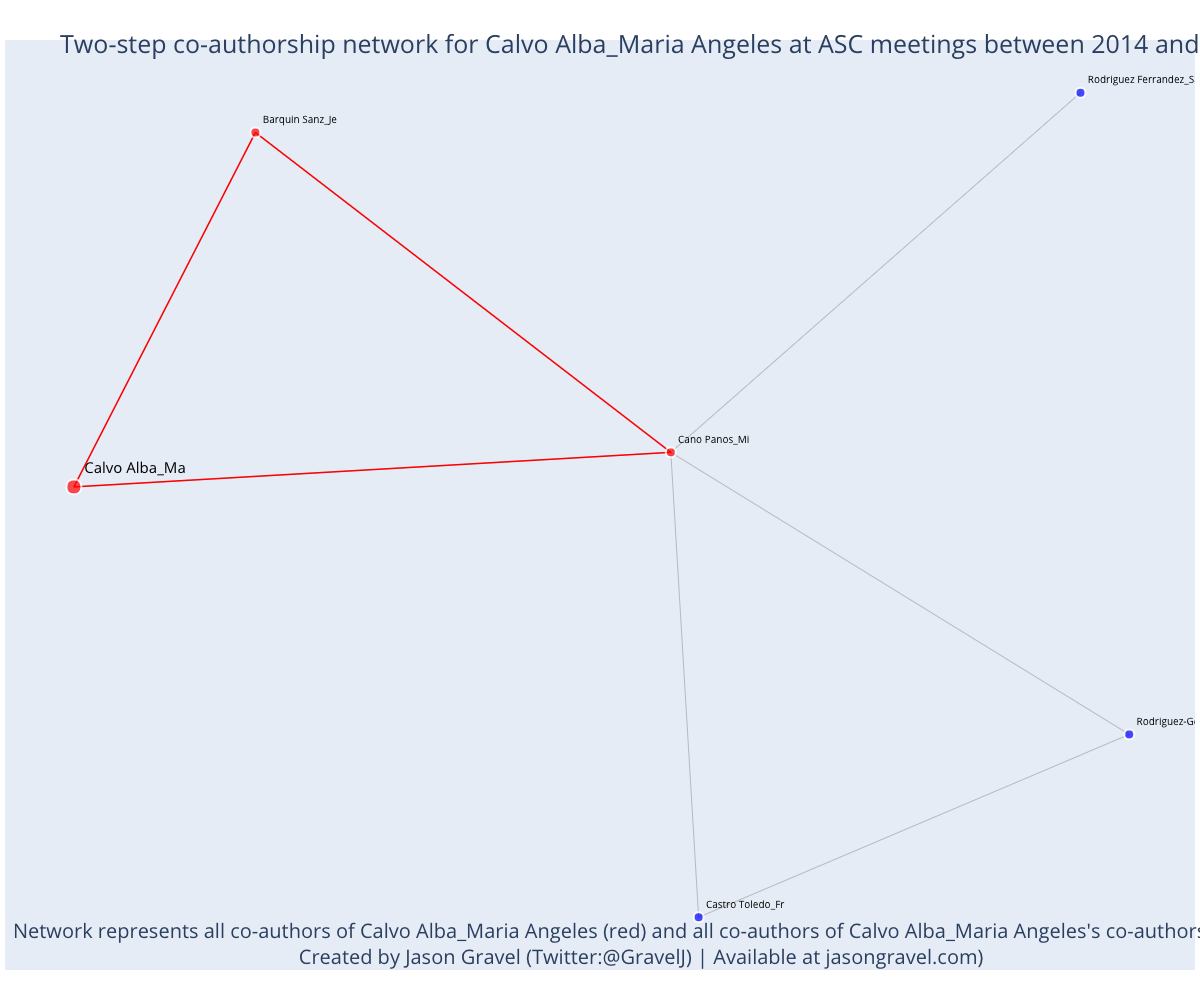 Two-step co-authorship network for Calvo Alba_Maria Angeles at ASC meetings between 2014 and
Rodriguez Ferrandez_S
Barquin Sanz_Je
Cano Panos_Mi
Calvo Alba_Ma
Rodriguez-G
Castro Toledo_Fr
Network represents all co-authors of Calvo Alba_Maria Angeles (red) and all co-authors of Calvo Alba_Maria Angeles's co-authors
Created by Jason Gravel (Twitter:@GravelJ) | Available at jasongravel.com)